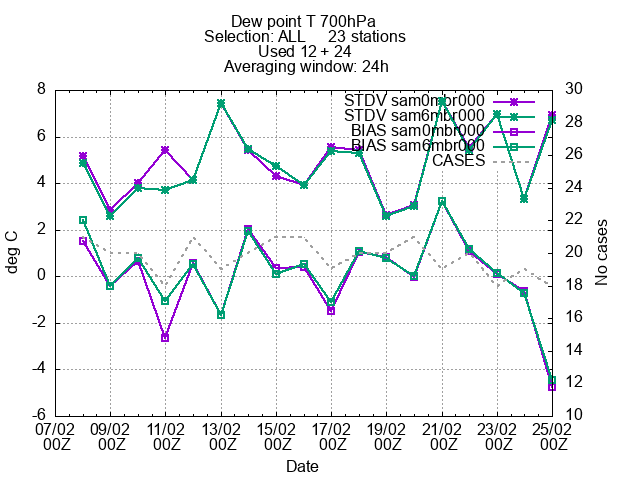 Dew point T 700hPa
Selection: ALL 23 stations
Used 12 + 24
Averaging window: 24h
8
6
4
2
0
-2
-4
-6
30
28
26
24
22
20
18
16
14
12
10
deg C
No cases
STDV sam0mbr000
STDV sam6mbr000
BIAS sam0mbr000
BIAS sam6mbr000
CASES
07/02 09/02 11/02 13/02 15/02 17/02 19/02 21/02 23/02 25/02
00Z 00Z 00Z 00Z 00Z 00Z 00Z 00Z 00Z 00Z
Date